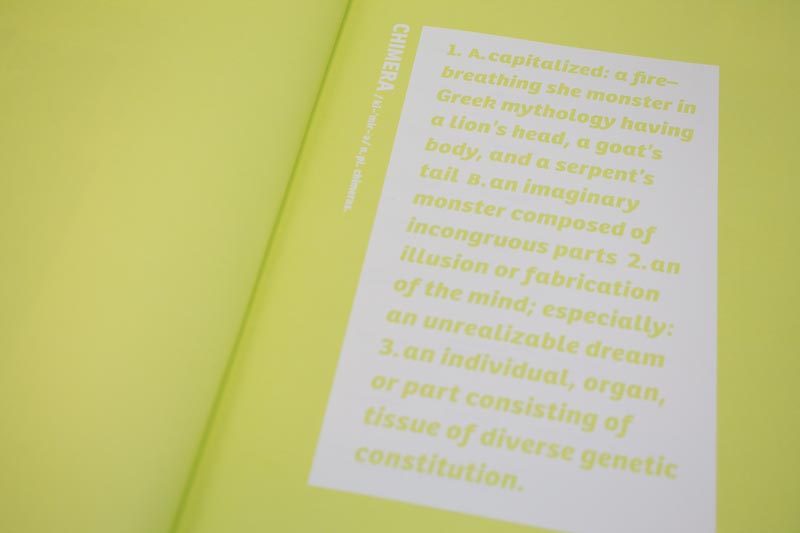 CHIMERA / ki-'mir-ə / n, pl. chimeras.
1. A. capitalized: a fire–
breathing she monster in
Greek mythology having
a lion's head, a goat's
body, and a serpent's
tail B. an imaginary
monster composed of
incongruous parts 2. an
illusion or fabrication
of the mind; especially:
an unrealizable dream
3. an individual, organ,
or part consisting of
tissue of diverse genetic
constitution.